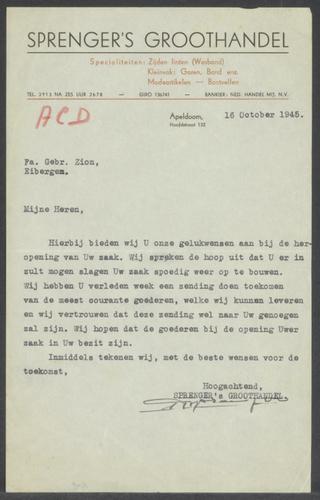 SPRENGER'S GROOTHANDEL
Specialiteiten: Zijden linten (Wesband)
Kleinvak: Garen, Band enz.
Modeartikelen — Bontvellen
TEL. 2913 NA ZES UUR 2678 — GIRO 136741 — BANKIER: NED. HANDEL MIJ. N.V.
ACD
Apeldoorn, 16 October 1945.
Hoofdstraat 132
Fa. Gebr. Zion,
Eibergen.
Mijne Heren,
Hierbij bieden wij U onze gelukwensen aan bij de her-
opening van Uw zaak. Wij spreken de hoop uit dat U er in
zult mogen slagen Uw zaak spoedig weer op te bouwen.
Wij hebben U verleden week een zending doen toekomen
van de meest courante goederen, welke wij kunnen leveren
en wij vertrouwen dat deze zending wel naar Uw genoegen
zal zijn. Wij hopen dat de goederen bij de opening Uwer
zaak in Uw bezit zijn.
Inmiddels tekenen wij, met de beste wensen voor de
toekomst,
Hoogachtend,
SPRENGER's GROOTHANDEL